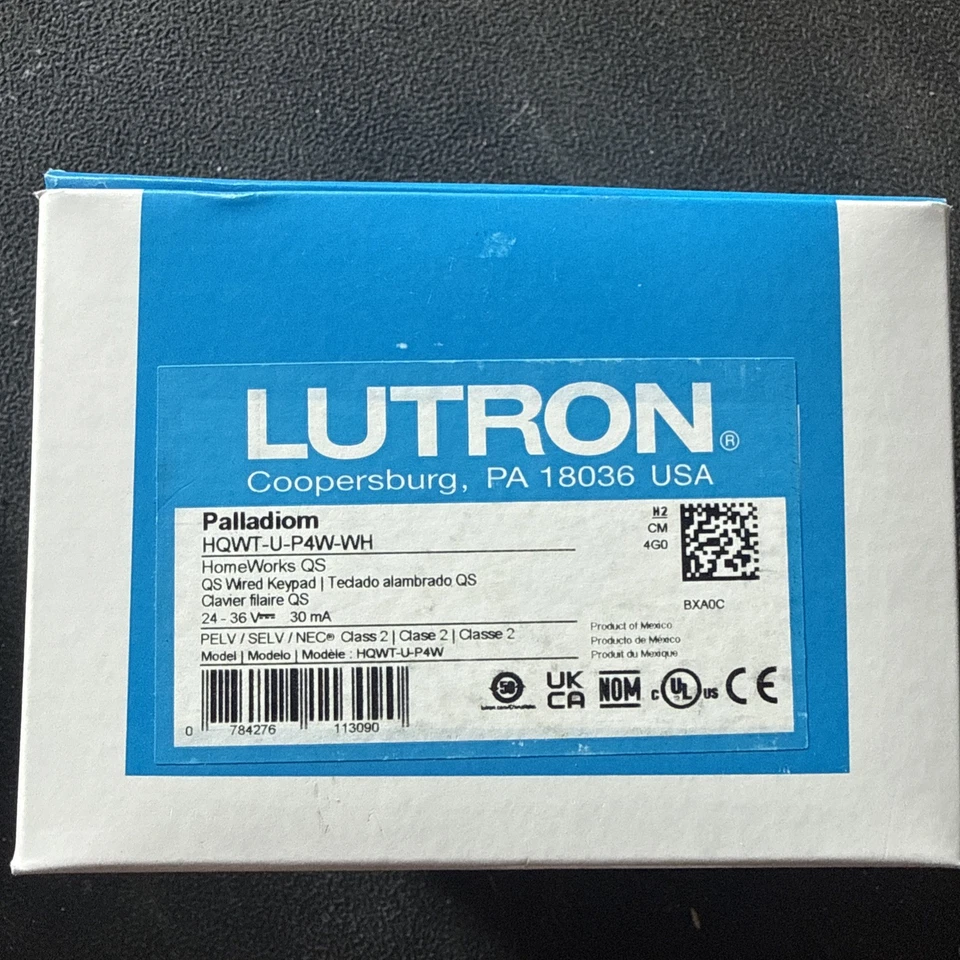 LUTRON®
Coopersburg, PA 18036 USA
Palladiom
HQWT-U-P4W-WH
HomeWorks QS
QS Wired Keypad | Teclado alambrado QS
Clavier filaire QS
24 - 36 V⎓ 30 mA
PELV / SELV / NEC® Class 2 | Clase 2 | Classe 2
Model | Modelo | Modèle : HQWT-U-P4W
0 784276 113090
H2
CM
4G0
BXA0C
Product of Mexico
Producto de México
Produit du Mexique
50
UK
CA
NOM
c UL us
CE